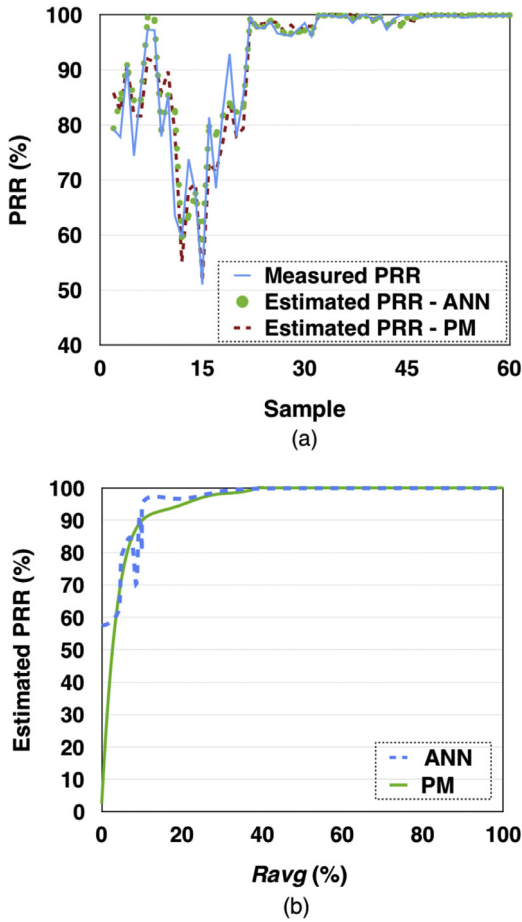 100
90
80
70
60
50
40
PRR (%)
Measured PRR
Estimated PRR - ANN
Estimated PRR - PM
0
15
30
45
60
Sample
(a)
100
90
80
70
60
50
40
30
20
10
0
Estimated PRR (%)
ANN
PM
0
20
40
60
80
100
Ravg (%)
(b)